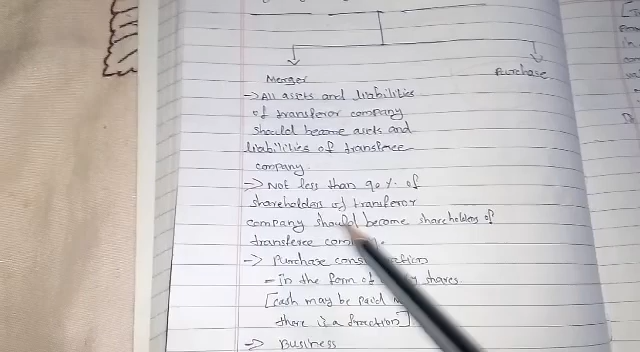 Merger
Purchase
→ All assets and liabilities
of transferor company
should become assets and
liabilities of transferee
company.
→ Not less than 90% of
shareholders of transferor
company should become shareholders of
transferee
→ Purchase
- in the form of shares
[cash may be paid
there is a fraction]
→ Business